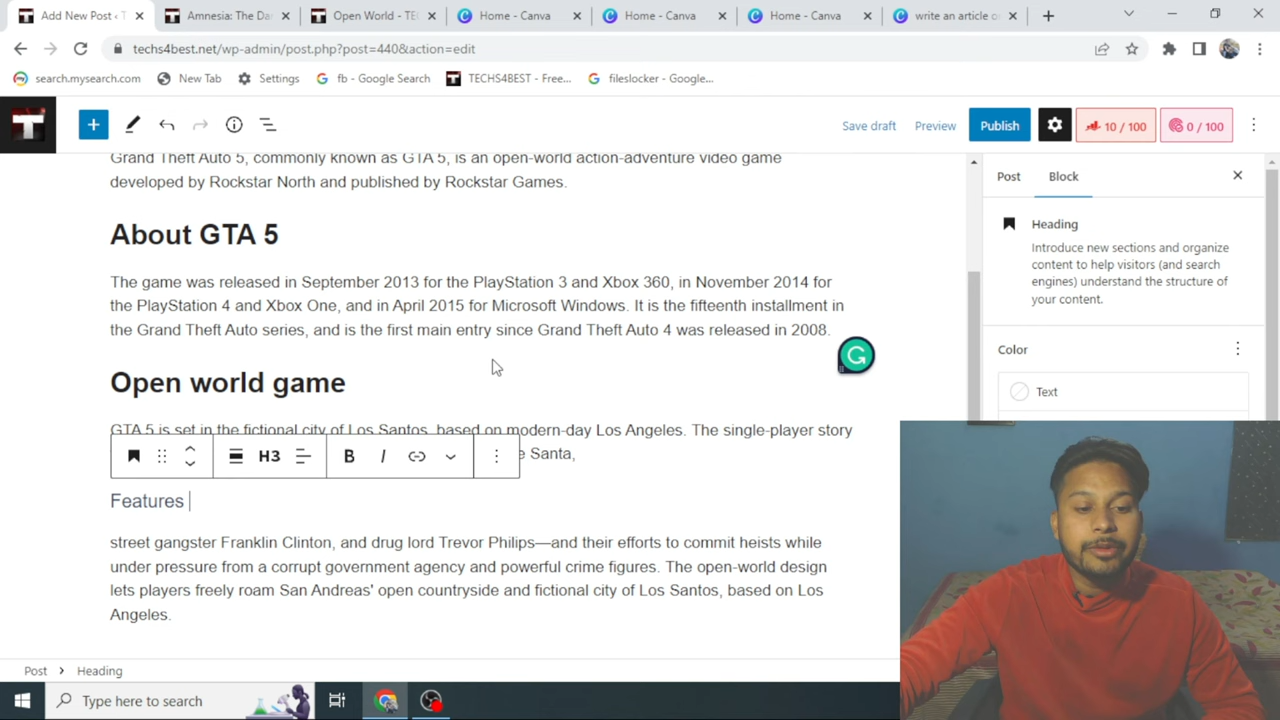 Add New Post ‹ T
Amnesia: The Da
Open World - TE
Home - Canva
Home - Canva
Home - Canva
write an article o
techs4best.net/wp-admin/post.php?post=440&action=edit
search.mysearch.com
New Tab
Settings
fb - Google Search
TECHS4BEST - Free...
fileslocker - Google...
T
Save draft
Preview
Publish
10 / 100
0 / 100
Grand Theft Auto 5, commonly known as GTA 5, is an open-world action-adventure video game
developed by Rockstar North and published by Rockstar Games.
About GTA 5
The game was released in September 2013 for the PlayStation 3 and Xbox 360, in November 2014 for
the PlayStation 4 and Xbox One, and in April 2015 for Microsoft Windows. It is the fifteenth installment in
the Grand Theft Auto series, and is the first main entry since Grand Theft Auto 4 was released in 2008.
Open world game
GTA 5 is set in the fictional city of Los Santos, based on modern-day Los Angeles. The single-player story
Santa,
H3
B
I
Features
street gangster Franklin Clinton, and drug lord Trevor Philips—and their efforts to commit heists while
under pressure from a corrupt government agency and powerful crime figures. The open-world design
lets players freely roam San Andreas' open countryside and fictional city of Los Santos, based on Los
Angeles.
Post
Block
Heading
Introduce new sections and organize
content to help visitors (and search
engines) understand the structure of
your content.
Color
Text
Post
Heading
Type here to search